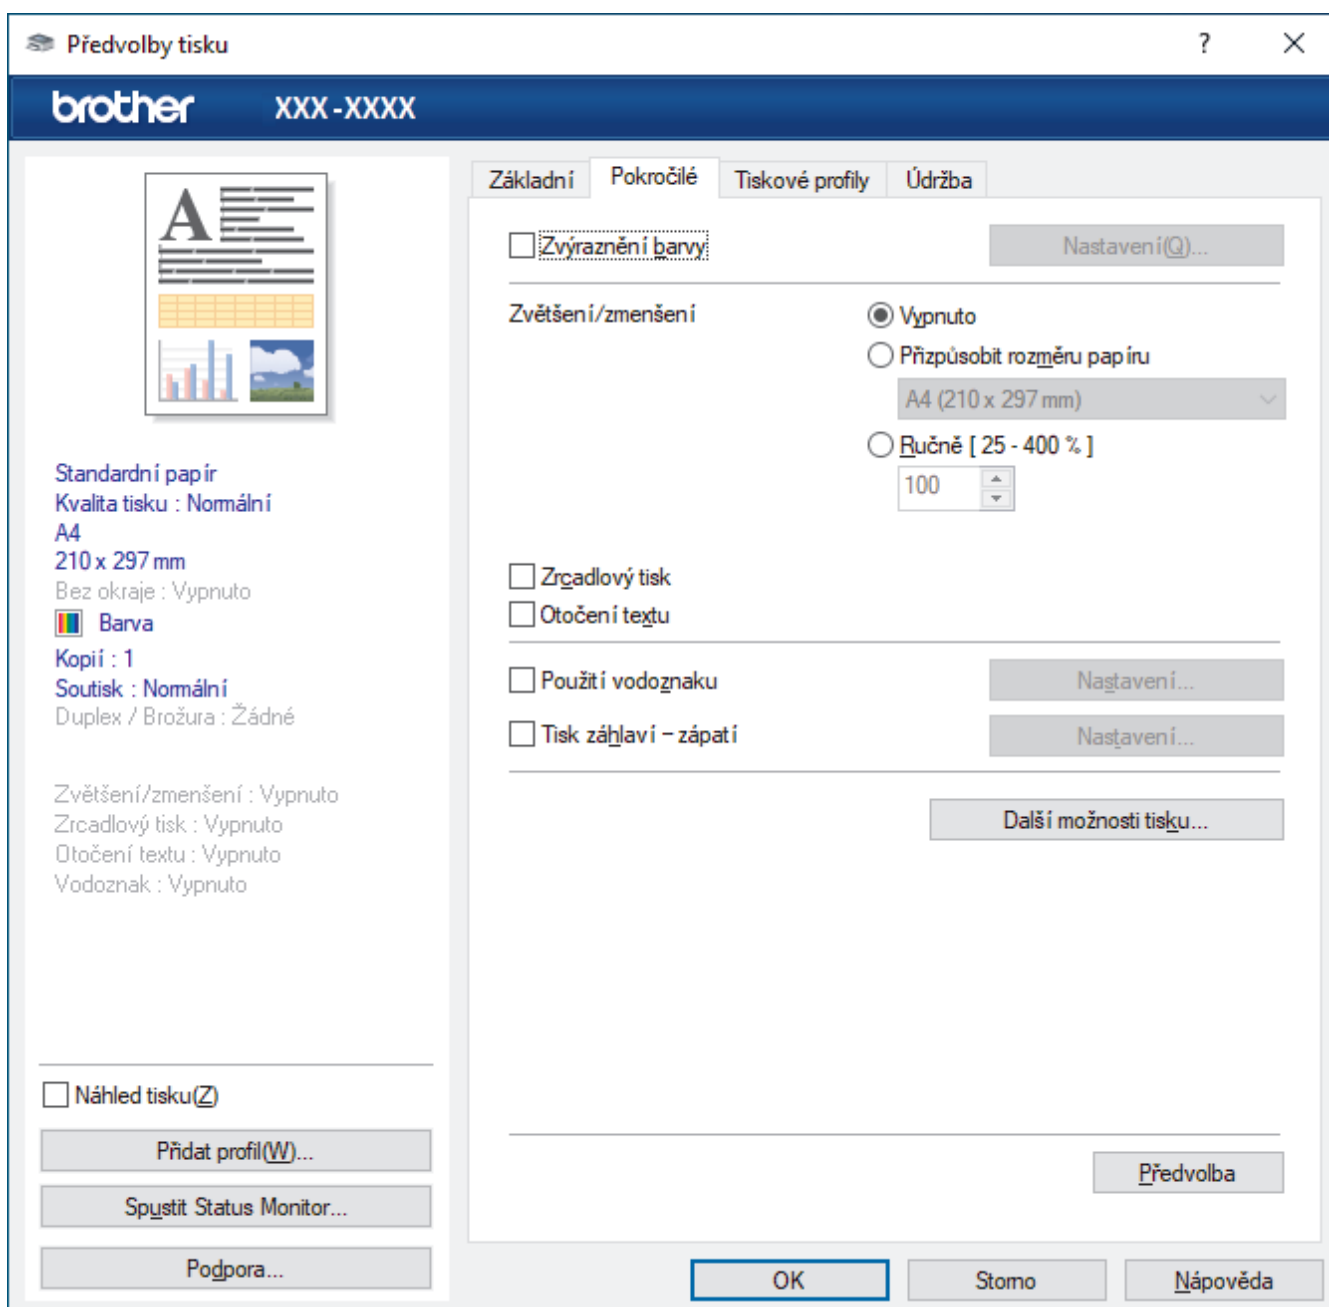 Předvolby tisku
?
brother XXX-XXXX
A
Standardní papír
Kvalita tisku : Normální
A4
210 x 297 mm
Bez okraje : Vypnuto
Barva
Kopií : 1
Soutisk : Normální
Duplex / Brožura : Žádné
Zvětšení/zmenšení : Vypnuto
Zrcadlový tisk : Vypnuto
Otočení textu : Vypnuto
Vodoznak : Vypnuto
Náhled tisku(Z)
Přidat profil(W)...
Spustit Status Monitor...
Podpora...
Základní Pokročilé Tiskové profily Údržba
Zvýraznění barvy Nastavení(Q)...
Zvětšení/zmenšení Vypnuto
Přizpůsobit rozměru papíru
A4 (210 x 297 mm)
Ručně [ 25 - 400 % ]
100
Zrcadlový tisk
Otočení textu
Použití vodoznaku Nastavení...
Tisk záhlaví – zápatí Nastavení...
Další možnosti tisku...
Předvolba
OK Storno Nápověda